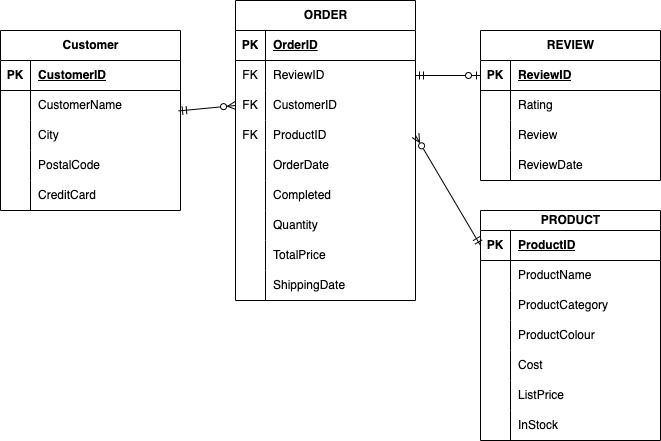 Customer
PK CustomerID
CustomerName
City
PostalCode
CreditCard
ORDER
PK OrderID
FK ReviewID
FK CustomerID
FK ProductID
OrderDate
Completed
Quantity
TotalPrice
ShippingDate
REVIEW
PK ReviewID
Rating
Review
ReviewDate
PRODUCT
PK ProductID
ProductName
ProductCategory
ProductColour
Cost
ListPrice
InStock